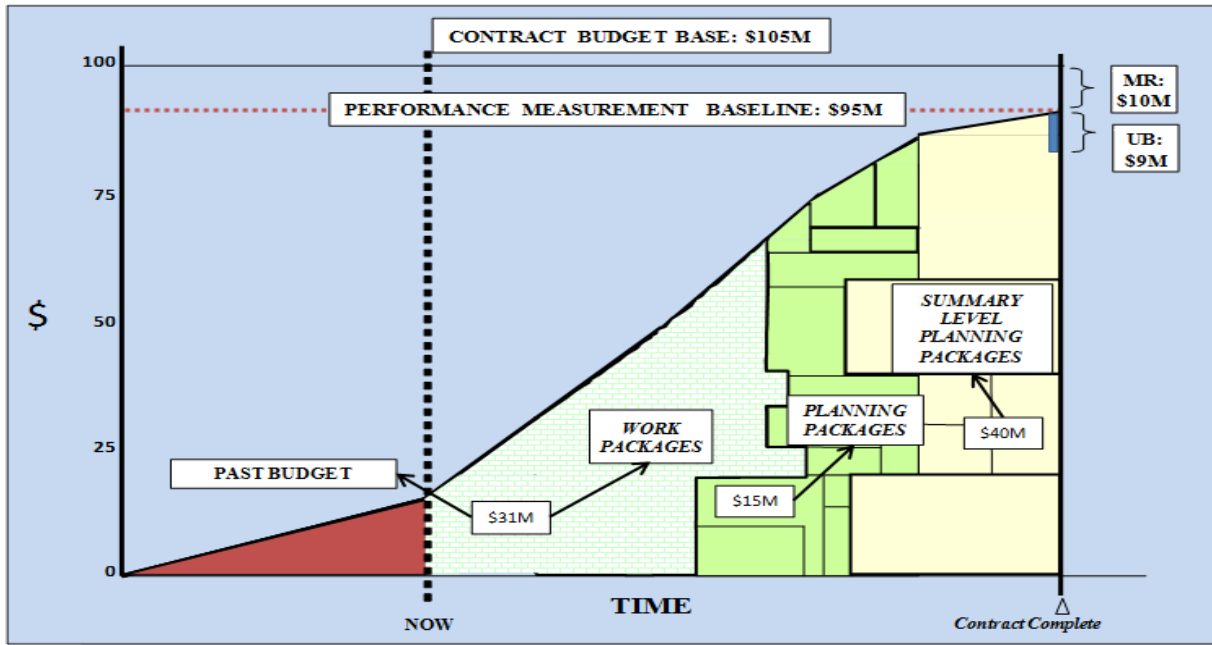 CONTRACT BUDGET BASE: $105M
100
MR:
$10M
PERFORMANCE MEASUREMENT BASELINE: $95M
UB:
$9M
75
$
50
SUMMARY
LEVEL
PLANNING
PACKAGES
WORK
PACKAGES
PLANNING
PACKAGES
$40M
25
PAST BUDGET
$31M
$15M
0
TIME
NOW
Contract Complete